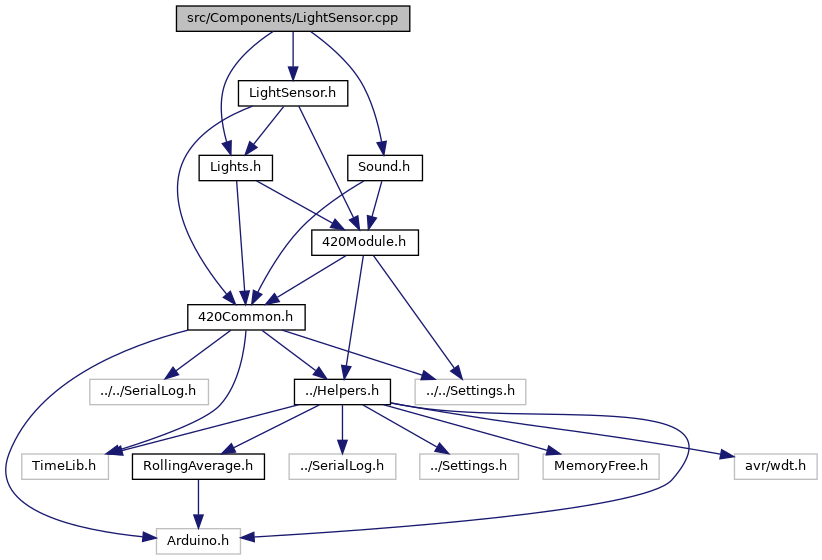 src/Components/LightSensor.cpp
LightSensor.h
Lights.h
Sound.h
420Module.h
420Common.h
../../SerialLog.h
../Helpers.h
../../Settings.h
TimeLib.h
RollingAverage.h
../SerialLog.h
../Settings.h
MemoryFree.h
avr/wdt.h
Arduino.h